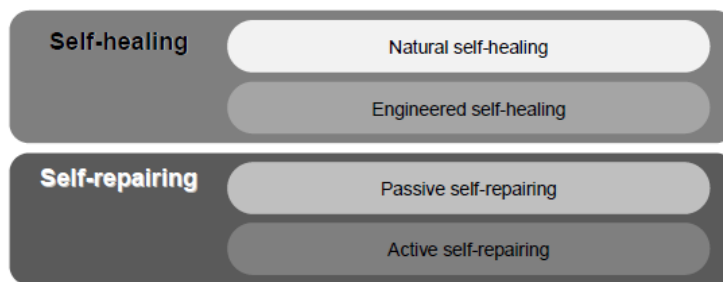 Self-healing
Natural self-healing
Engineered self-healing
Self-repairing
Passive self-repairing
Active self-repairing